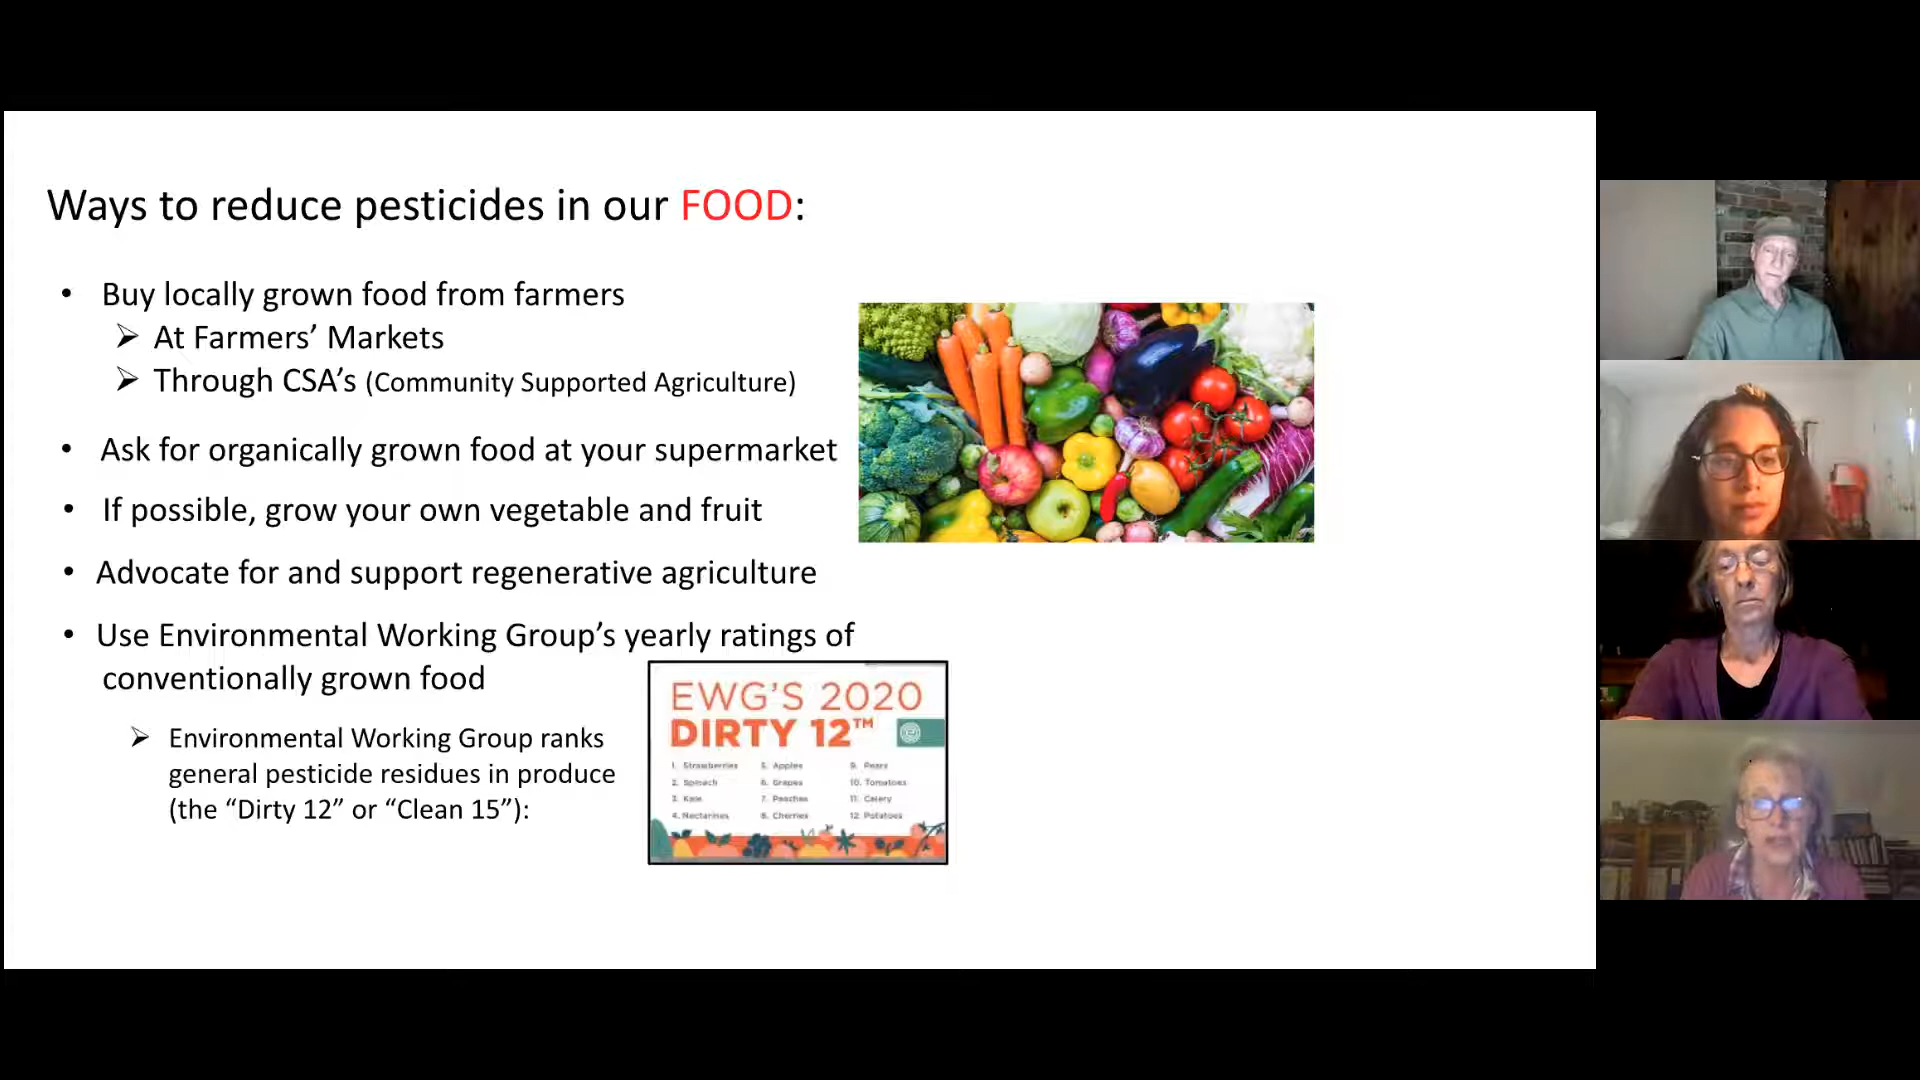 Ways to reduce pesticides in our FOOD:
• Buy locally grown food from farmers
➢ At Farmers’ Markets
➢ Through CSA’s (Community Supported Agriculture)
• Ask for organically grown food at your supermarket
• If possible, grow your own vegetable and fruit
• Advocate for and support regenerative agriculture
• Use Environmental Working Group’s yearly ratings of
conventionally grown food
➢ Environmental Working Group ranks
general pesticide residues in produce
(the “Dirty 12” or “Clean 15”):
EWG’S 2020
DIRTY 12™
1. Strawberries
2. Spinach
3. Kale
4. Nectarines
5. Apples
6. Grapes
7. Peaches
8. Cherries
9. Pears
10. Tomatoes
11. Celery
12. Potatoes